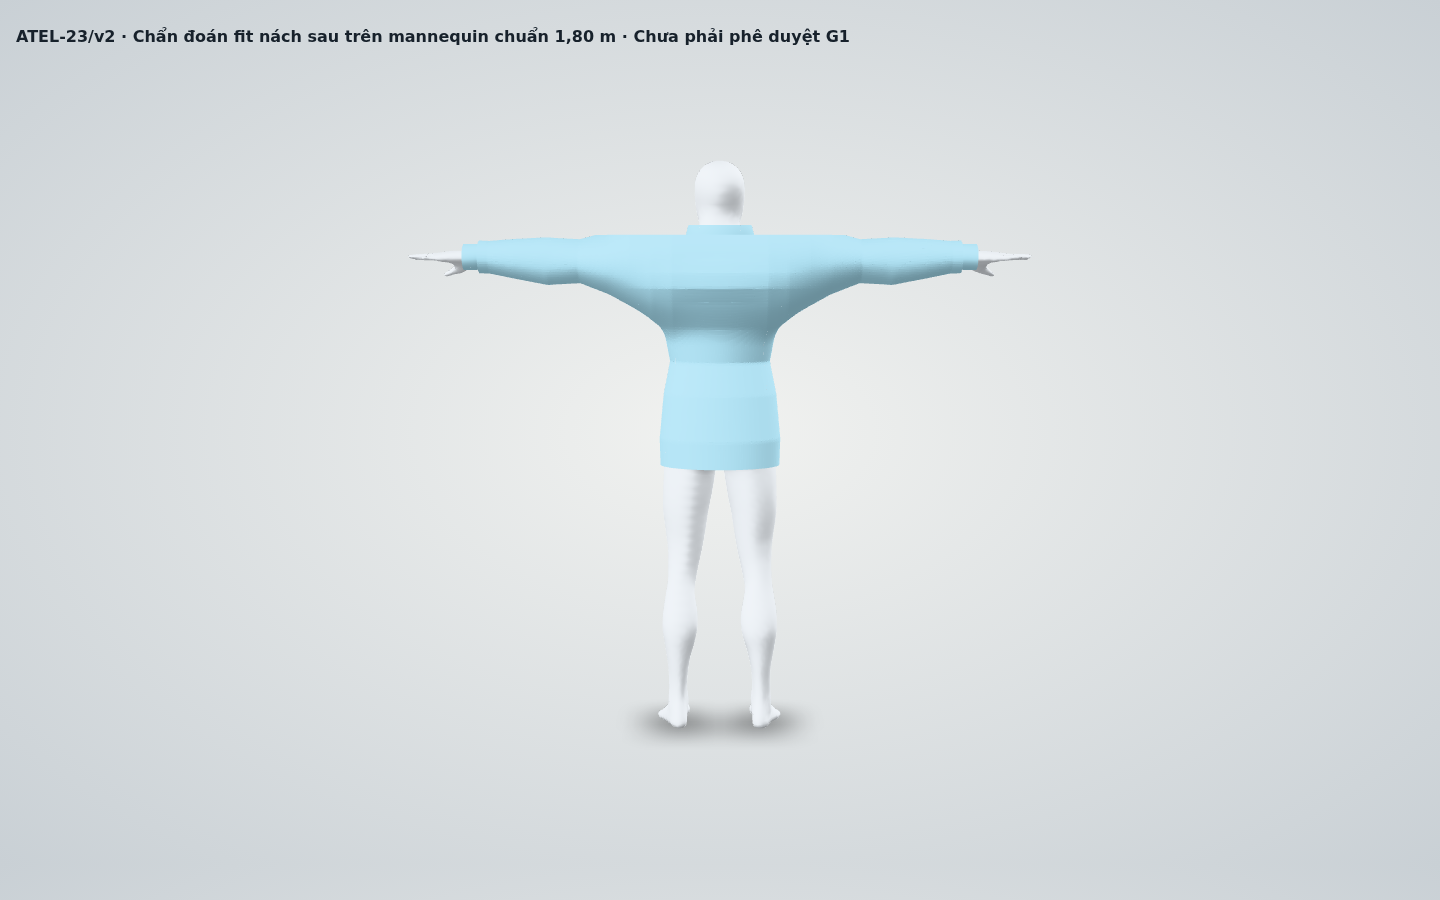 ATEL-23/v2 · Chẩn đoán fit nách sau trên mannequin chuẩn 1,80 m · Chưa phải phê duyệt G1